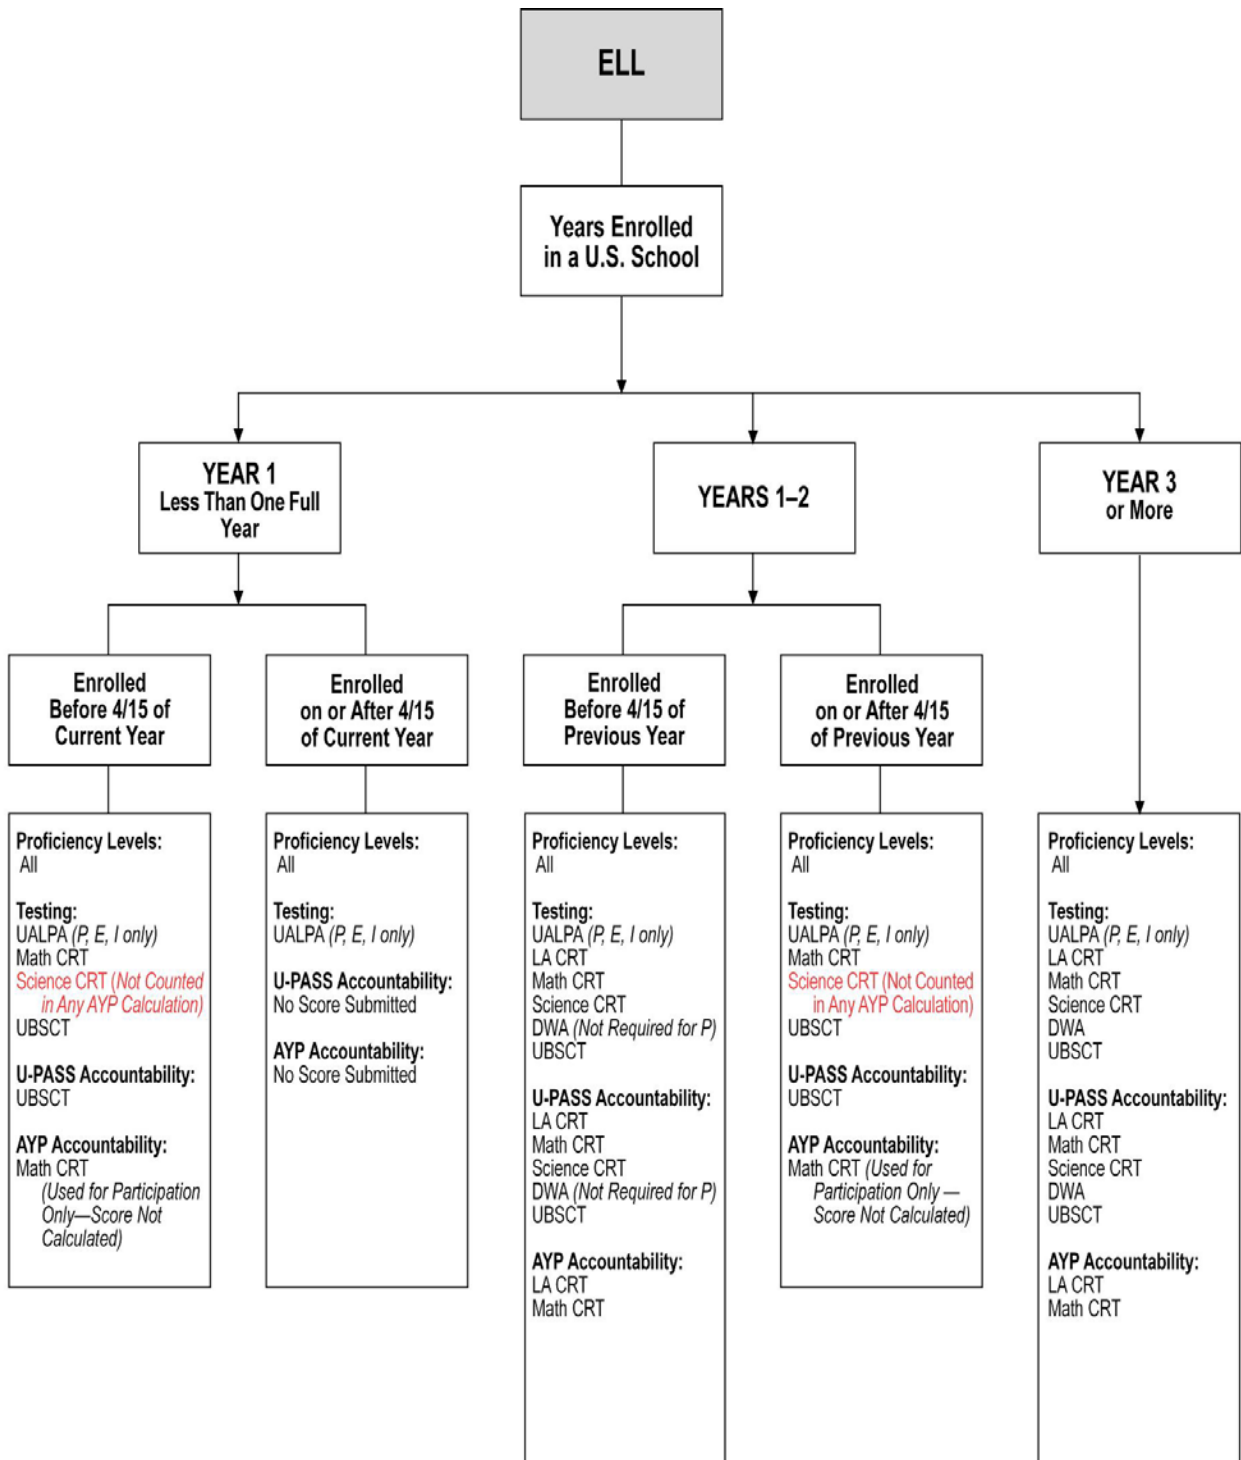 ELL
Years Enrolled
in a U.S. School
YEAR 1
Less Than One Full
Year
YEARS 1–2
YEAR 3
or More
Enrolled
Before 4/15 of
Current Year
Enrolled
on or After 4/15
of Current Year
Enrolled
Before 4/15 of
Previous Year
Enrolled
on or After 4/15
of Previous Year
Proficiency Levels:
All
Testing:
UALPA (P, E, I only)
Math CRT
Science CRT (Not Counted
in Any AYP Calculation)
UBSCT
U-PASS Accountability:
UBSCT
AYP Accountability:
Math CRT
(Used for Participation
Only—Score Not
Calculated)
Proficiency Levels:
All
Testing:
UALPA (P, E, I only)
U-PASS Accountability:
No Score Submitted
AYP Accountability:
No Score Submitted
Proficiency Levels:
All
Testing:
UALPA (P, E, I only)
LA CRT
Math CRT
Science CRT
DWA (Not Required for P)
UBSCT
U-PASS Accountability:
LA CRT
Math CRT
Science CRT
DWA (Not Required for P)
UBSCT
AYP Accountability:
LA CRT
Math CRT
Proficiency Levels:
All
Testing:
UALPA (P, E, I only)
Math CRT
Science CRT (Not Counted
in Any AYP Calculation)
UBSCT
U-PASS Accountability:
UBSCT
AYP Accountability:
Math CRT (Used for
Participation Only —
Score Not Calculated)
Proficiency Levels:
All
Testing:
UALPA (P, E, I only)
LA CRT
Math CRT
Science CRT
DWA
UBSCT
U-PASS Accountability:
LA CRT
Math CRT
Science CRT
DWA
UBSCT
AYP Accountability:
LA CRT
Math CRT